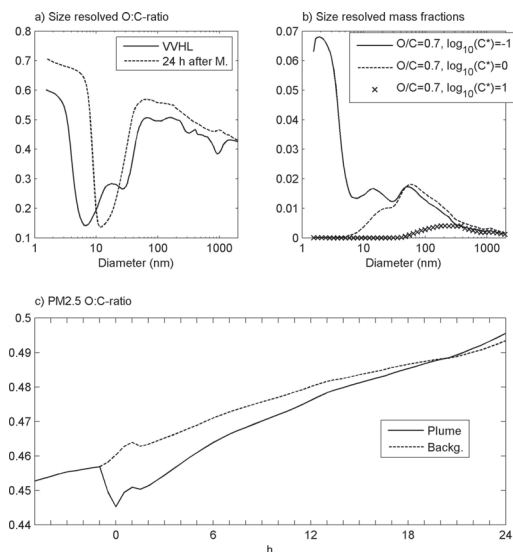 a) Size resolved O:C-ratio
0.8
0.7
0.6
0.5
0.4
0.3
0.2
0.1
1 10 100 1000
Diameter (nm)
VVHL
24 h after M.
b) Size resolved mass fractions
0.07
0.06
0.05
0.04
0.03
0.02
0.01
0
1 10 100 1000
Diameter (nm)
O/C=0.7, log10(C*)=-1
O/C=0.7, log10(C*)=0
O/C=0.7, log10(C*)=1
c) PM2.5 O:C-ratio
0.5
0.49
0.48
0.47
0.46
0.45
0.44
0 6 12 18 24
h
Plume
Backg.